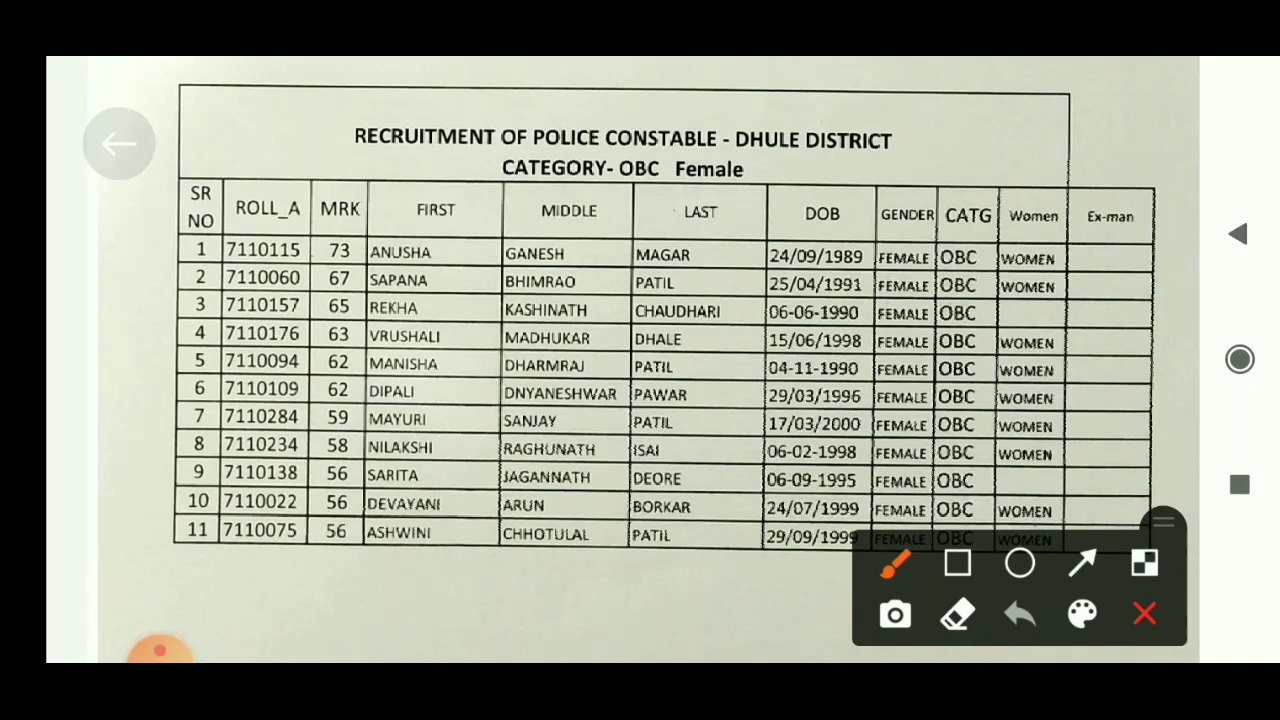 RECRUITMENT OF POLICE CONSTABLE - DHULE DISTRICT
CATEGORY- OBC Female
SR NO ROLL_A MRK FIRST MIDDLE LAST DOB GENDER CATG Women Ex-man
1 7110115 73 ANUSHA GANESH MAGAR 24/09/1989 FEMALE OBC WOMEN
2 7110060 67 SAPANA BHIMRAO PATIL 25/04/1991 FEMALE OBC WOMEN
3 7110157 65 REKHA KASHINATH CHAUDHARI 06-06-1990 FEMALE OBC
4 7110176 63 VRUSHALI MADHUKAR DHALE 15/06/1998 FEMALE OBC WOMEN
5 7110094 62 MANISHA DHARMRAJ PATIL 04-11-1990 FEMALE OBC WOMEN
6 7110109 62 DIPALI DNYANESHWAR PAWAR 29/03/1996 FEMALE OBC WOMEN
7 7110284 59 MAYURI SANJAY PATIL 17/03/2000 FEMALE OBC WOMEN
8 7110234 58 NILAKSHI RAGHUNATH ISAI 06-02-1998 FEMALE OBC WOMEN
9 7110138 56 SARITA JAGANNATH DEORE 06-09-1995 FEMALE OBC
10 7110022 56 DEVAYANI ARUN BORKAR 24/07/1999 FEMALE OBC WOMEN
11 7110075 56 ASHWINI CHHOTULAL PATIL 29/09/1999 FEMALE OBC WOMEN